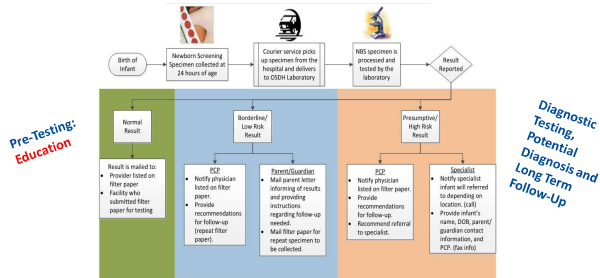 Birth of
Infant
Newborn Screening
Specimen collected at
24 hours of age
Courier service picks
up specimen from the
hospital and delivers
to OSDH Laboratory
NBS specimen is
processed and
tested by the
laboratory
Result
Reported
Pre-Testing:
Education
Normal
Result
Result is mailed to:
• Provider listed on
filter paper
• Facility who
submitted filter
paper for testing
Borderline/
Low Risk
Result
PCP
• Notify physician
listed on filter paper.
• Provide
recommendations
for follow-up
(repeat filter
paper).
Parent/Guardian
• Mail parent letter
informing of results
and providing
instructions
regarding follow-up
needed.
• Mail filter paper for
repeat specimen to
be collected.
Presumptive/
High Risk
Result
PCP
• Notify physician
listed on filter paper.
• Provide
recommendations
for follow-up.
• Recommend referral
to specialist.
Specialist
• Notify specialist
infant will referred
to depending on
location. (call)
• Provide infant's
name, DOB, parent/
guardian contact
information, and
PCP. (fax info)
Diagnostic
Testing,
Potential
Diagnosis and
Long Term
Follow-Up